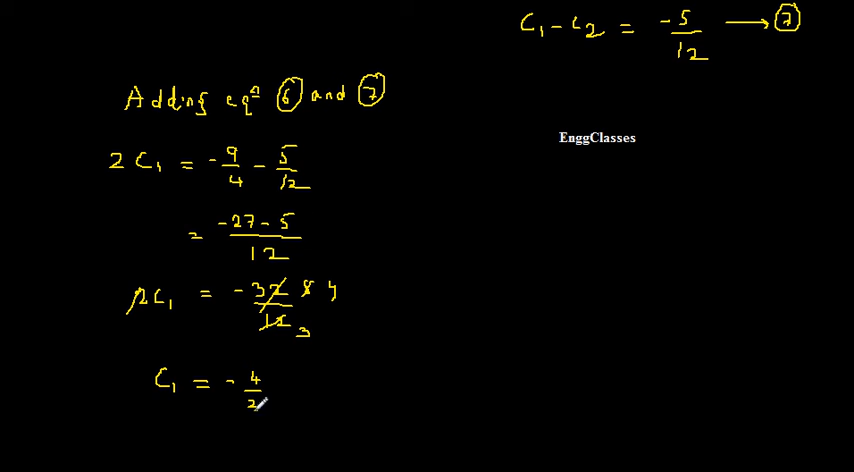 C₁ - C₂ = -5/12 → ⑦
Adding eqⁿ ⑥ and ⑦
EnggClasses
2C₁ = -9/4 - 5/12
= (-27 - 5)/12
2C₁ = -32/12 8 4 3
C₁ = -4/